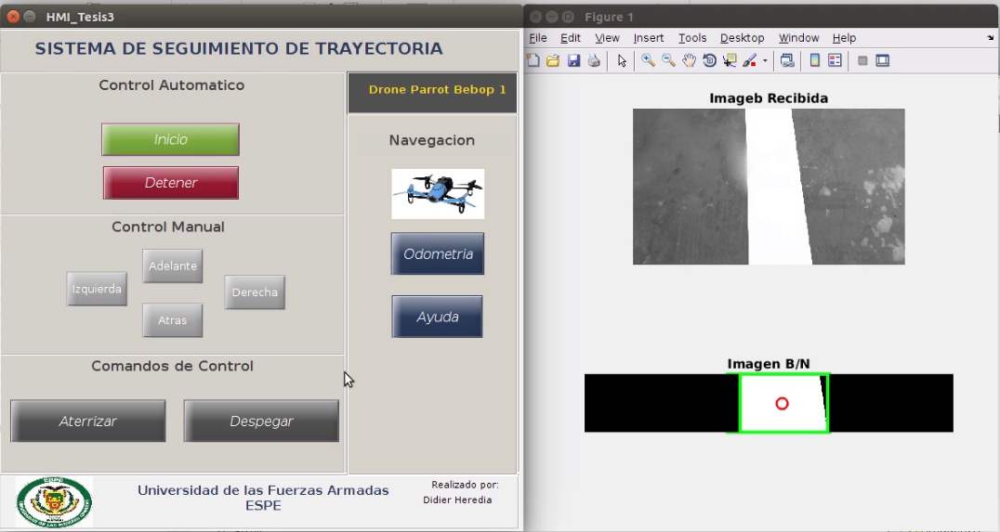 HMI_Tesis3
SISTEMA DE SEGUIMIENTO DE TRAYECTORIA
Control Automatico
Inicio
Detener
Control Manual
Adelante
Izquierda
Derecha
Atras
Comandos de Control
Aterrizar
Despegar
Drone Parrot Bebop 1
Navegacion
Odometria
Ayuda
Universidad de las Fuerzas Armadas
ESPE
Realizado por:
Didier Heredia
Figure 1
File Edit View Insert Tools Desktop Window Help
Imageb Recibida
Imagen B/N